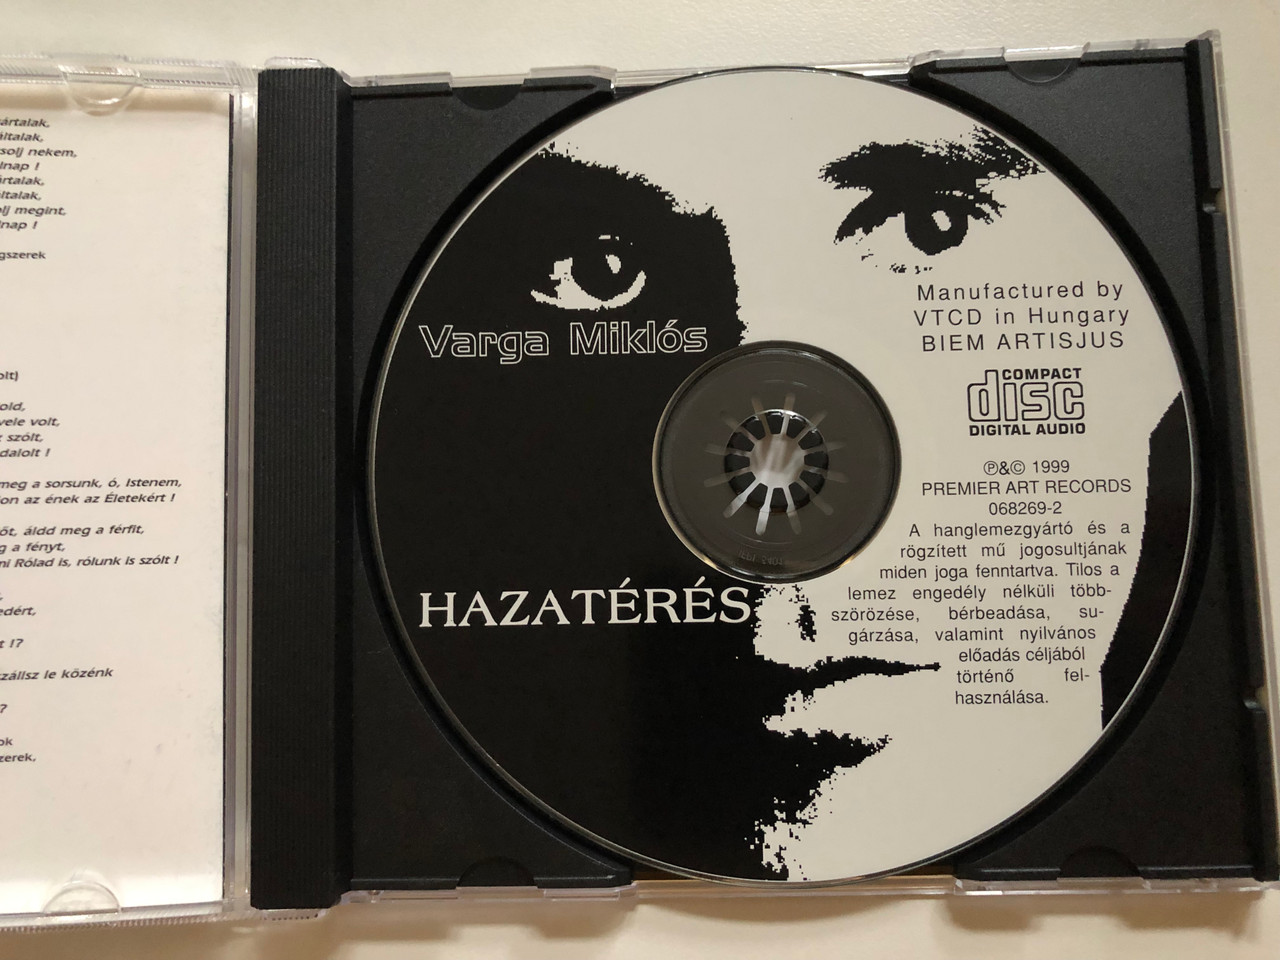 ártalak,
általak,
solj nekem,
lnap !
ártalak,
általak,
olj megint,
lnap !
gszerek
olt)
old,
vele volt,
szólt,
dalolt !
meg a sorsunk, ó, Istenem,
on az ének az Életekért !
őt, áldd meg a férfit,
g a fényt,
ni Rólad is, rólunk is szólt !
edért,
t !?
zállsz le közénk
?
ok
zerek,
Varga Miklós
HAZATÉRÉS
Manufactured by
VTCD in Hungary
BIEM ARTISJUS
COMPACT
disc
DIGITAL AUDIO
℗&© 1999
PREMIER ART RECORDS
068269-2
A hanglemezgyártó és a
rögzített mű jogosultjának
miden joga fenntartva. Tilos a
lemez engedély nélküli több-
szörözése, bérbeadása, su-
gárzása, valamint nyilvános
előadás céljából
történő fel-
használása.